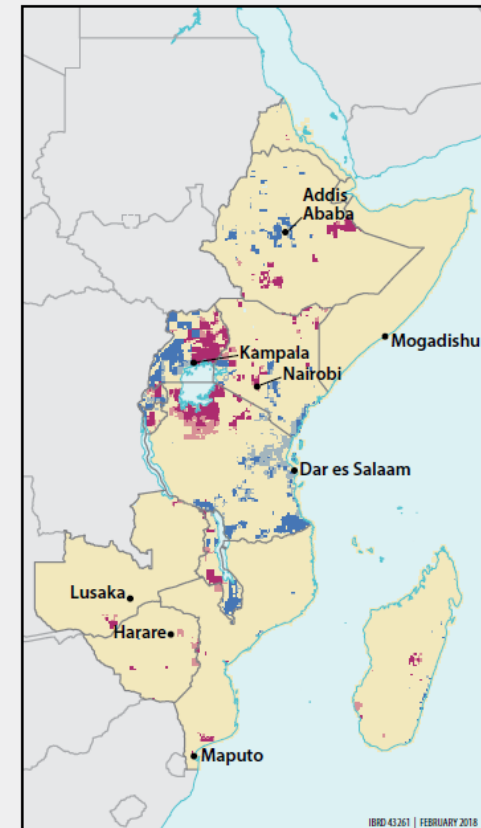 Addis
Ababa
Mogadishu
Kampala
Nairobi
Dar es Salaam
Lusaka
Harare
Maputo
IBRD 43261 | FEBRUARY 2018